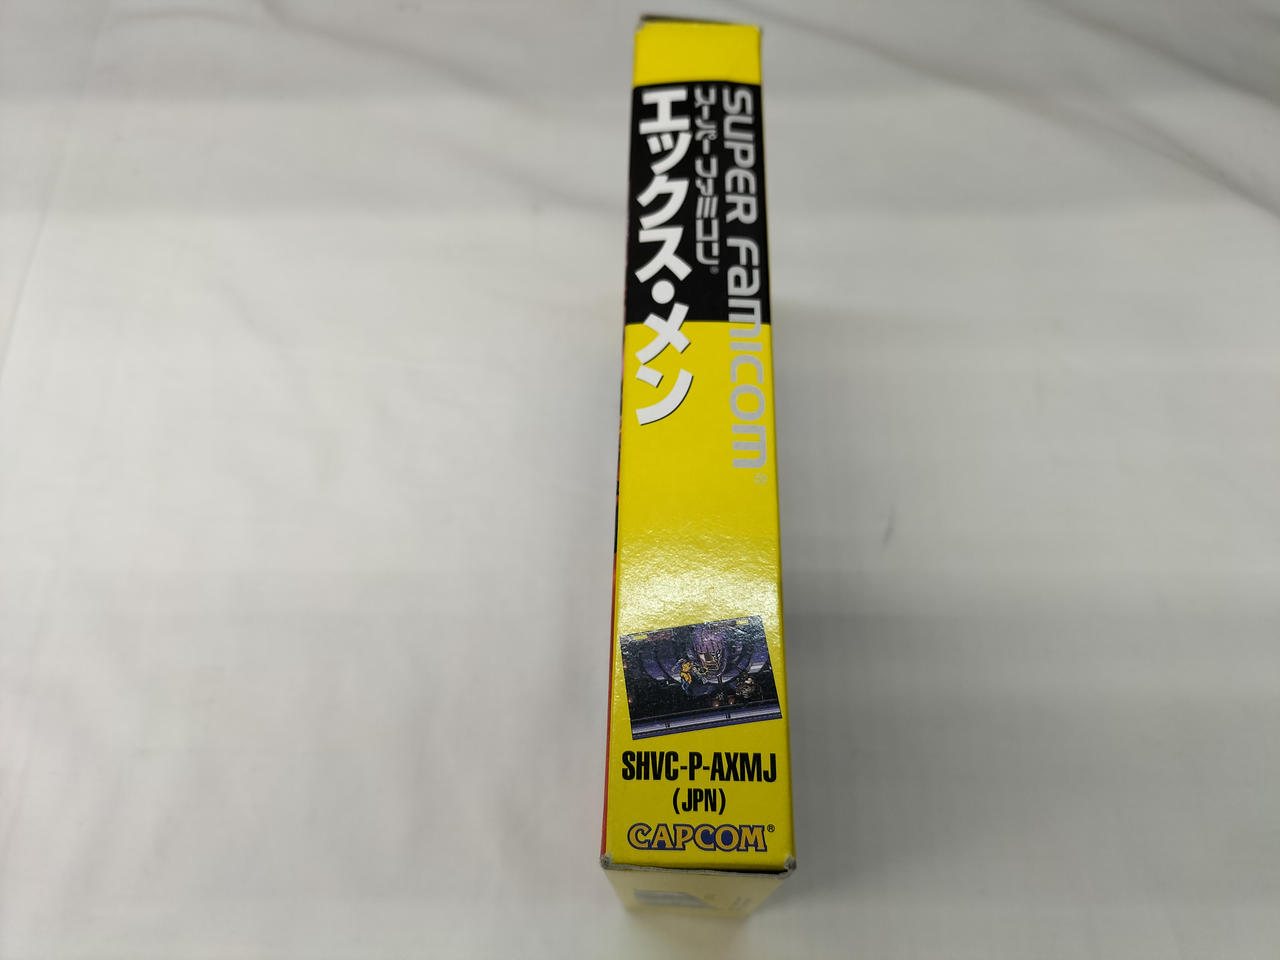 SUPER FAMICOM®
スーパーファミコン®
エックス・メン
SHVC-P-AXMJ
(JPN)
CAPCOM®